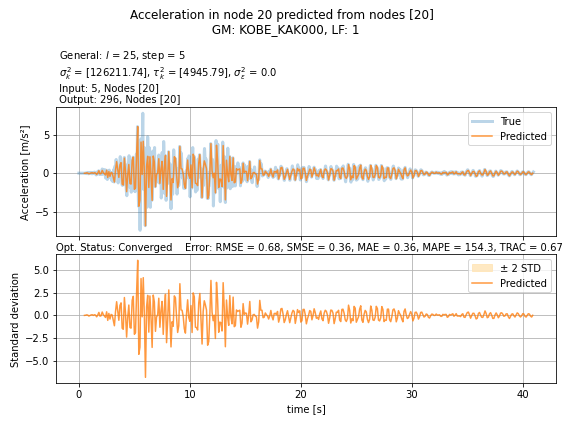 Acceleration in node 20 predicted from nodes [20]
GM: KOBE_KAK000, LF: 1
General: l = 25, step = 5
σ²ₖ = [126211.74], τ²ₖ = [4945.79], σ²_ε = 0.0
Input: 5, Nodes [20]
Output: 296, Nodes [20]
True
Predicted
Acceleration [m/s²]
5
0
−5
Opt. Status: Converged    Error: RMSE = 0.68, SMSE = 0.36, MAE = 0.36, MAPE = 154.3, TRAC = 0.67
± 2 STD
Predicted
Standard deviation
5.0
2.5
0.0
−2.5
−5.0
0 10 20 30 40
time [s]